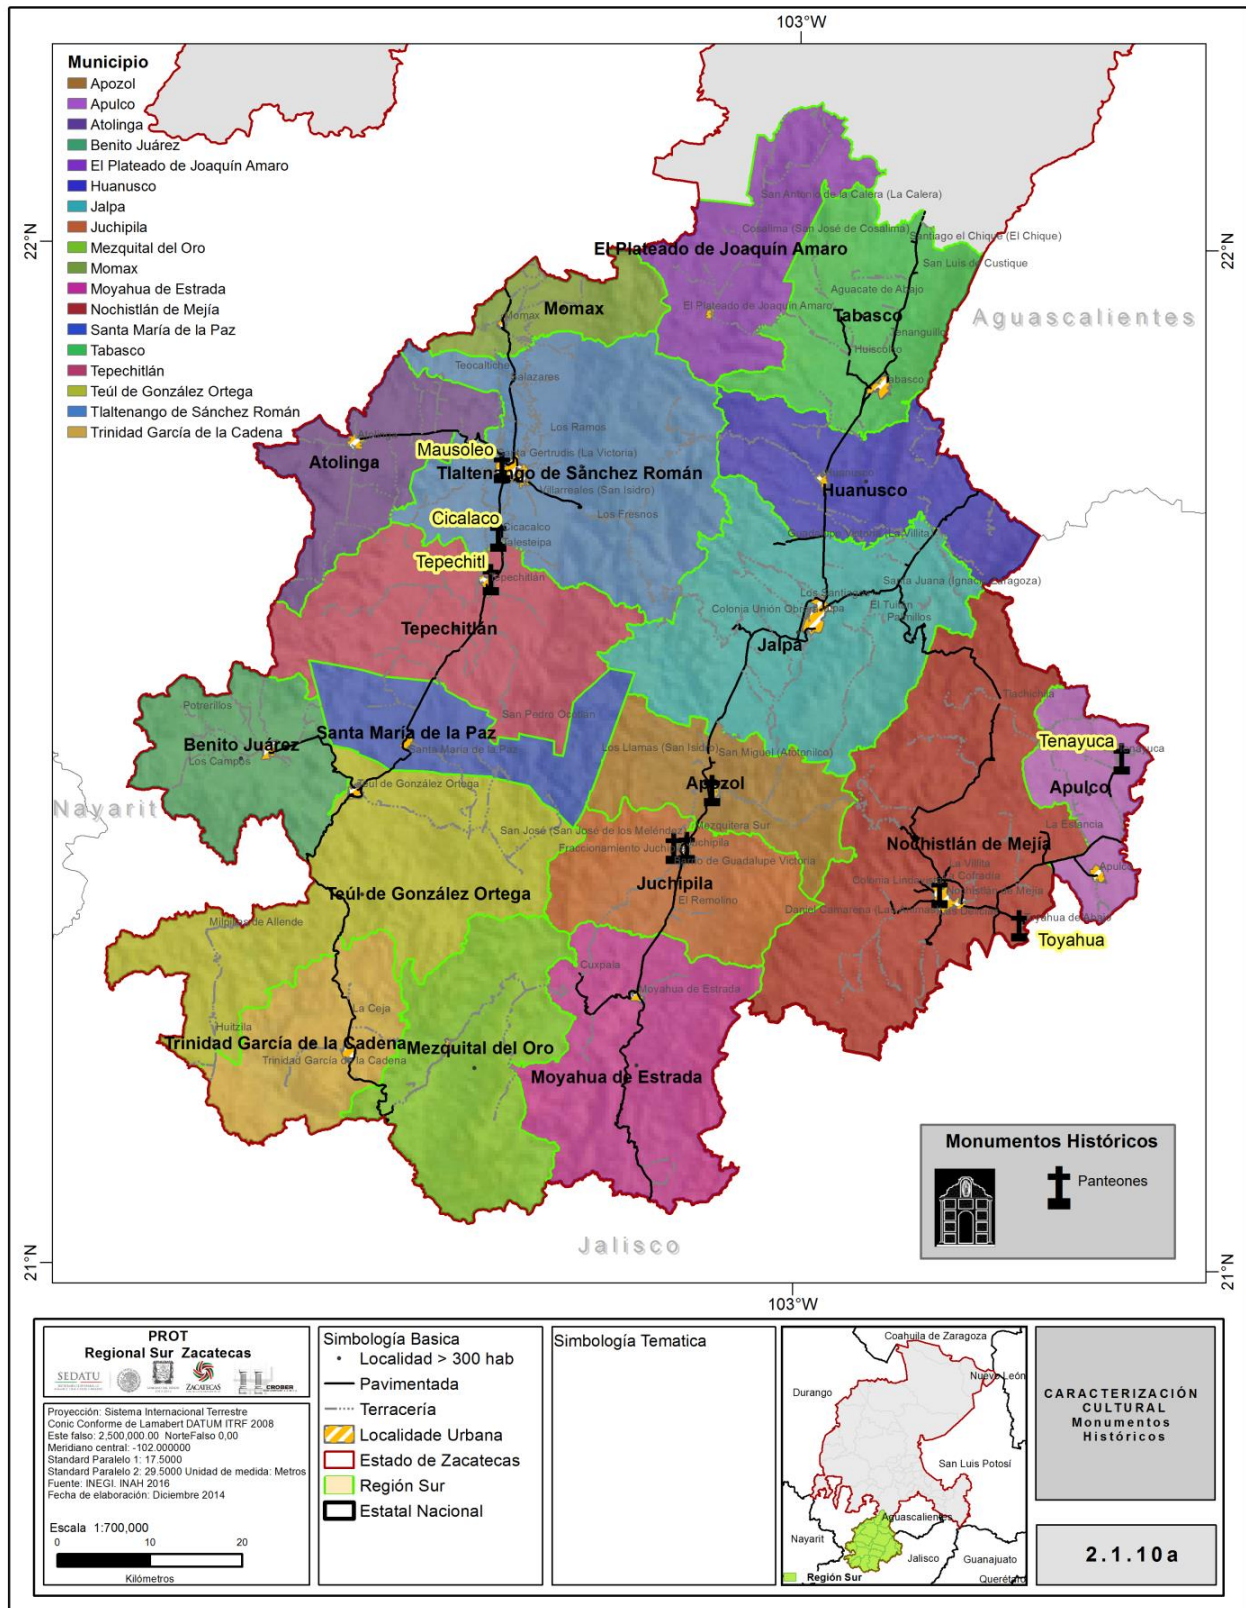 103°W
Municipio
Apozol
Apulco
Atolinga
Benito Juárez
El Plateado de Joaquín Amaro
Huanusco
Jalpa
Juchipila
Mezquital del Oro
Momax
Moyahua de Estrada
Nochistlán de Mejía
Santa María de la Paz
Tabasco
Tepechitlán
Teúl de González Ortega
Tlaltenango de Sánchez Román
Trinidad García de la Cadena
22°N
22°N
San Antonio de la Calera (La Calera)
Cosalima (San José de Cosalima)
Santiago el Chique (El Chique)
El Plateado de Joaquín Amaro
San Luis de Custique
Aguacate de Abajo
El Plateado de Joaquín Amaro
Momax
Momax
Tabasco
Tenanguillo
Huiscolco
Tabasco
Aguascalientes
Teocaltiche
Salazares
Los Ramos
Atolinga
Atolinga
Mausoleo
Santa Gertrudis (La Victoria)
Tlaltenango de Sánchez Román
Villarreales (San Isidro)
Los Fresnos
Huanusco
Huanusco
Cicalaco
Cicacalco
Talesteipa
Tepechitl
Tepechitlán
Tepechitlán
Santa Juana (Ignacio Zaragoza)
Los Santiagos
Colonia Unión Obrera
El Tulan
Palmillos
Jalpa
Tlachichila
Potrerillos
Benito Juárez
Los Campos
San Pedro Ocotlán
Santa María de la Paz
Santa María de la Paz
Los Llamas (San Isidro)
San Miguel (Atotonilco)
Tenayuca
Tenayuca
Nayarit
Teúl de González Ortega
Apozol
Apulco
La Estancia
San José (San José de los Meléndez)
Mezquitera Sur
Fraccionamiento Juchipila
Juchipila
Barrio de Guadalupe Victoria
Nochistlán de Mejía
La Villita
Apulco
Juchipila
El Remolino
Teúl de González Ortega
Nochistlán de Mejía
Toyahua de Abajo
Toyahua
Milpillas de Allende
Cuxpala
Moyahua de Estrada
La Ceja
Huitzila
Trinidad García de la Cadena
Trinidad García de la Cadena
Mezquital del Oro
Moyahua de Estrada
Monumentos Históricos
Panteones
Jalisco
21°N
21°N
103°W
PROT
Regional Sur Zacatecas
SEDATU
ZACATECAS
CROBER
Proyección: Sistema Internacional Terrestre
Conic Conforme de Lamabert DATUM ITRF 2008
Este falso: 2,500,000.00 NorteFalso 0,00
Meridiano central: -102.000000
Standard Paralelo 1: 17.5000
Standard Paralelo 2: 29.5000 Unidad de medida: Metros
Fuente: INEGI. INAH 2016
Fecha de elaboración: Diciembre 2014
Escala 1:700,000
0 10 20
Kilómetros
Simbología Basica
Localidad > 300 hab
Pavimentada
Terracería
Localidade Urbana
Estado de Zacatecas
Región Sur
Estatal Nacional
Simbología Tematica
Coahuila de Zaragoza
Nuevo León
Durango
San Luis Potosí
Aguascalientes
Nayarit
Jalisco
Guanajuato
Región Sur
Querétaro
CARACTERIZACIÓN
CULTURAL
Monumentos
Históricos
2.1.10a